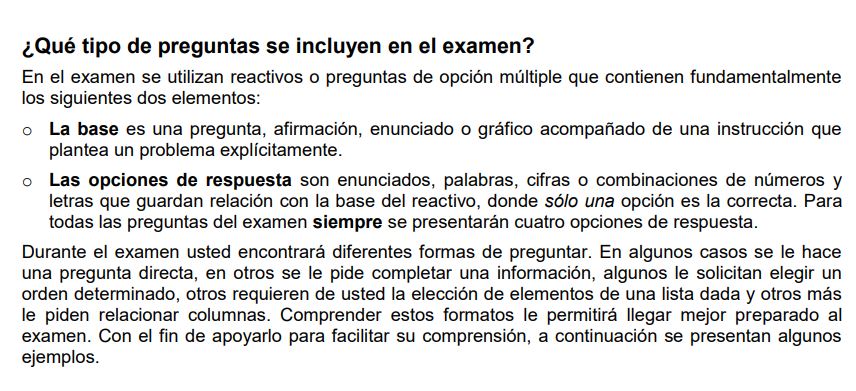 ¿Qué tipo de preguntas se incluyen en el examen?
En el examen se utilizan reactivos o preguntas de opción múltiple que contienen fundamentalmente
los siguientes dos elementos:
o La base es una pregunta, afirmación, enunciado o gráfico acompañado de una instrucción que
plantea un problema explícitamente.
o Las opciones de respuesta son enunciados, palabras, cifras o combinaciones de números y
letras que guardan relación con la base del reactivo, donde sólo una opción es la correcta. Para
todas las preguntas del examen siempre se presentarán cuatro opciones de respuesta.
Durante el examen usted encontrará diferentes formas de preguntar. En algunos casos se le hace
una pregunta directa, en otros se le pide completar una información, algunos le solicitan elegir un
orden determinado, otros requieren de usted la elección de elementos de una lista dada y otros más
le piden relacionar columnas. Comprender estos formatos le permitirá llegar mejor preparado al
examen. Con el fin de apoyarlo para facilitar su comprensión, a continuación se presentan algunos
ejemplos.